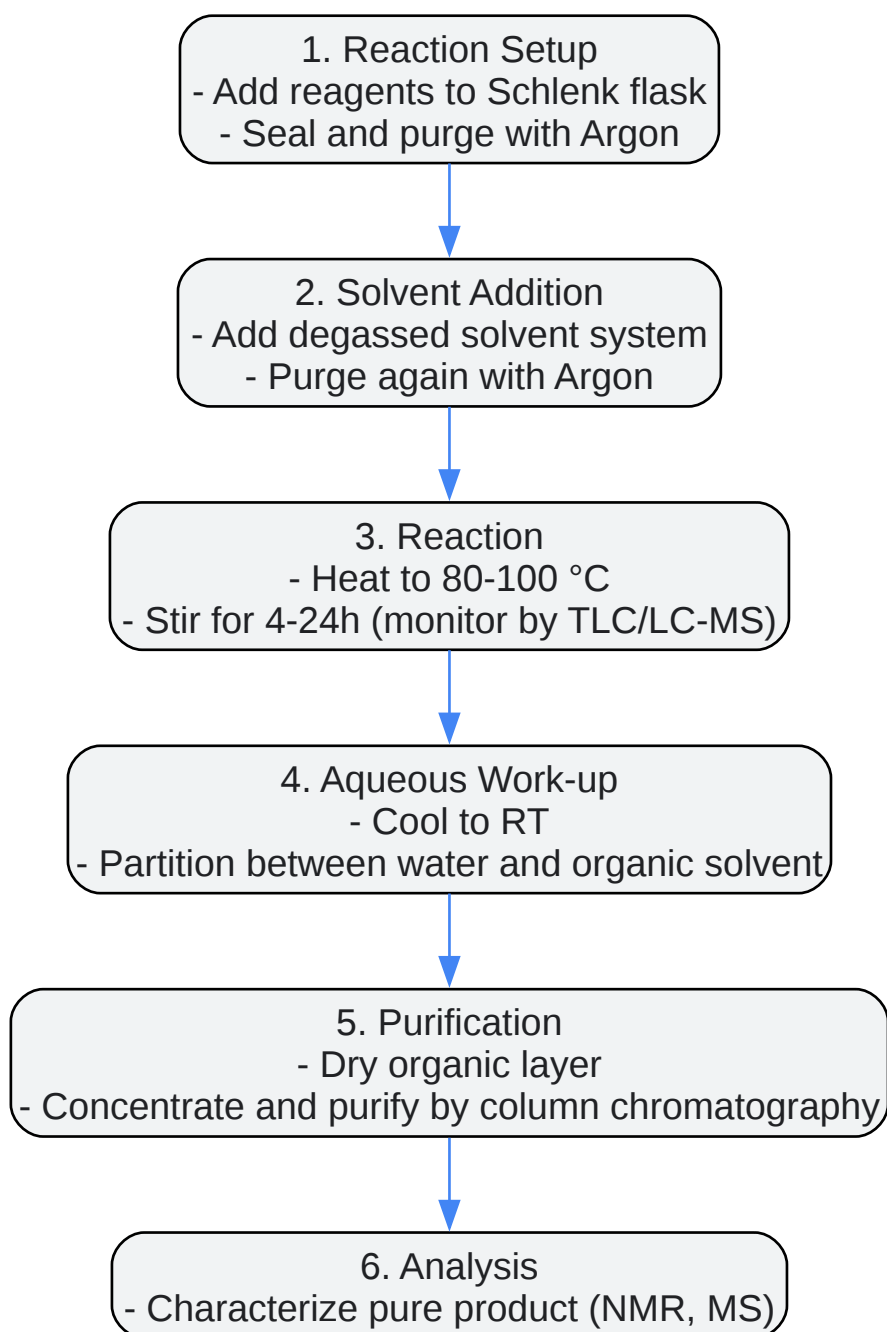 1. Reaction Setup
- Add reagents to Schlenk flask
- Seal and purge with Argon
2. Solvent Addition
- Add degassed solvent system
- Purge again with Argon
3. Reaction
- Heat to 80-100 °C
- Stir for 4-24h (monitor by TLC/LC-MS)
4. Aqueous Work-up
- Cool to RT
- Partition between water and organic solvent
5. Purification
- Dry organic layer
- Concentrate and purify by column chromatography
6. Analysis
- Characterize pure product (NMR, MS)